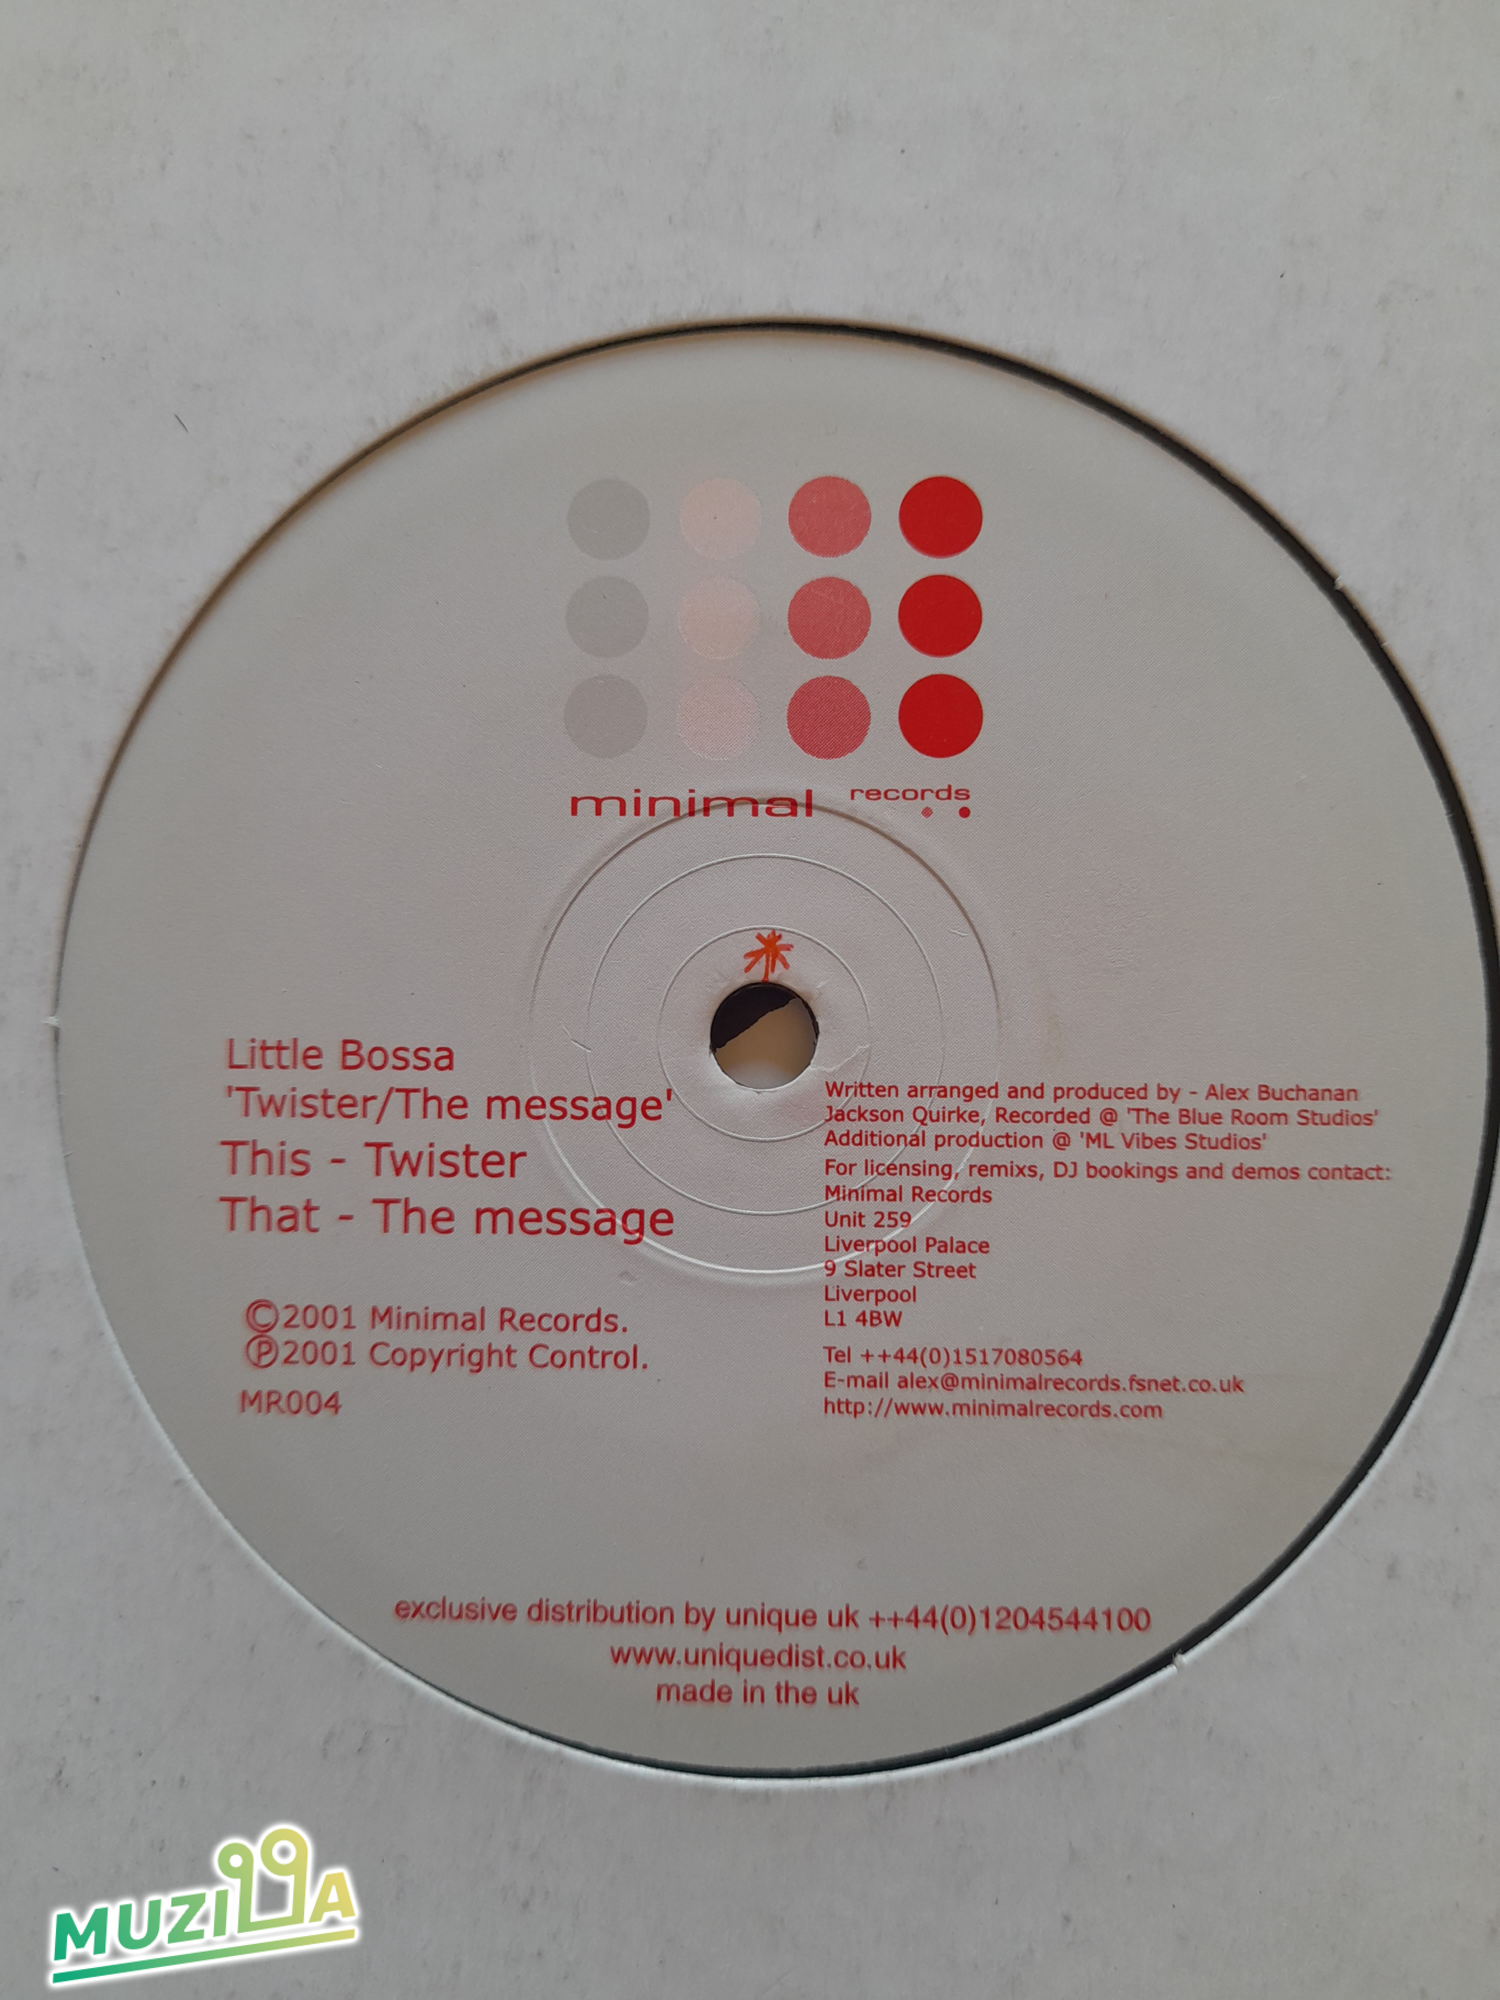 minimal records
Little Bossa
'Twister/The message'
This - Twister
That - The message
©2001 Minimal Records.
℗2001 Copyright Control.
MR004
Written arranged and produced by - Alex Buchanan
Jackson Quirke, Recorded @ 'The Blue Room Studios'
Additional production @ 'ML Vibes Studios'
For licensing, remixs, DJ bookings and demos contact:
Minimal Records
Unit 259
Liverpool Palace
9 Slater Street
Liverpool
L1 4BW
Tel ++44(0)1517080564
E-mail alex@minimalrecords.fsnet.co.uk
http://www.minimalrecords.com
exclusive distribution by unique uk ++44(0)1204544100
www.uniquedist.co.uk
made in the uk
MUZILLA